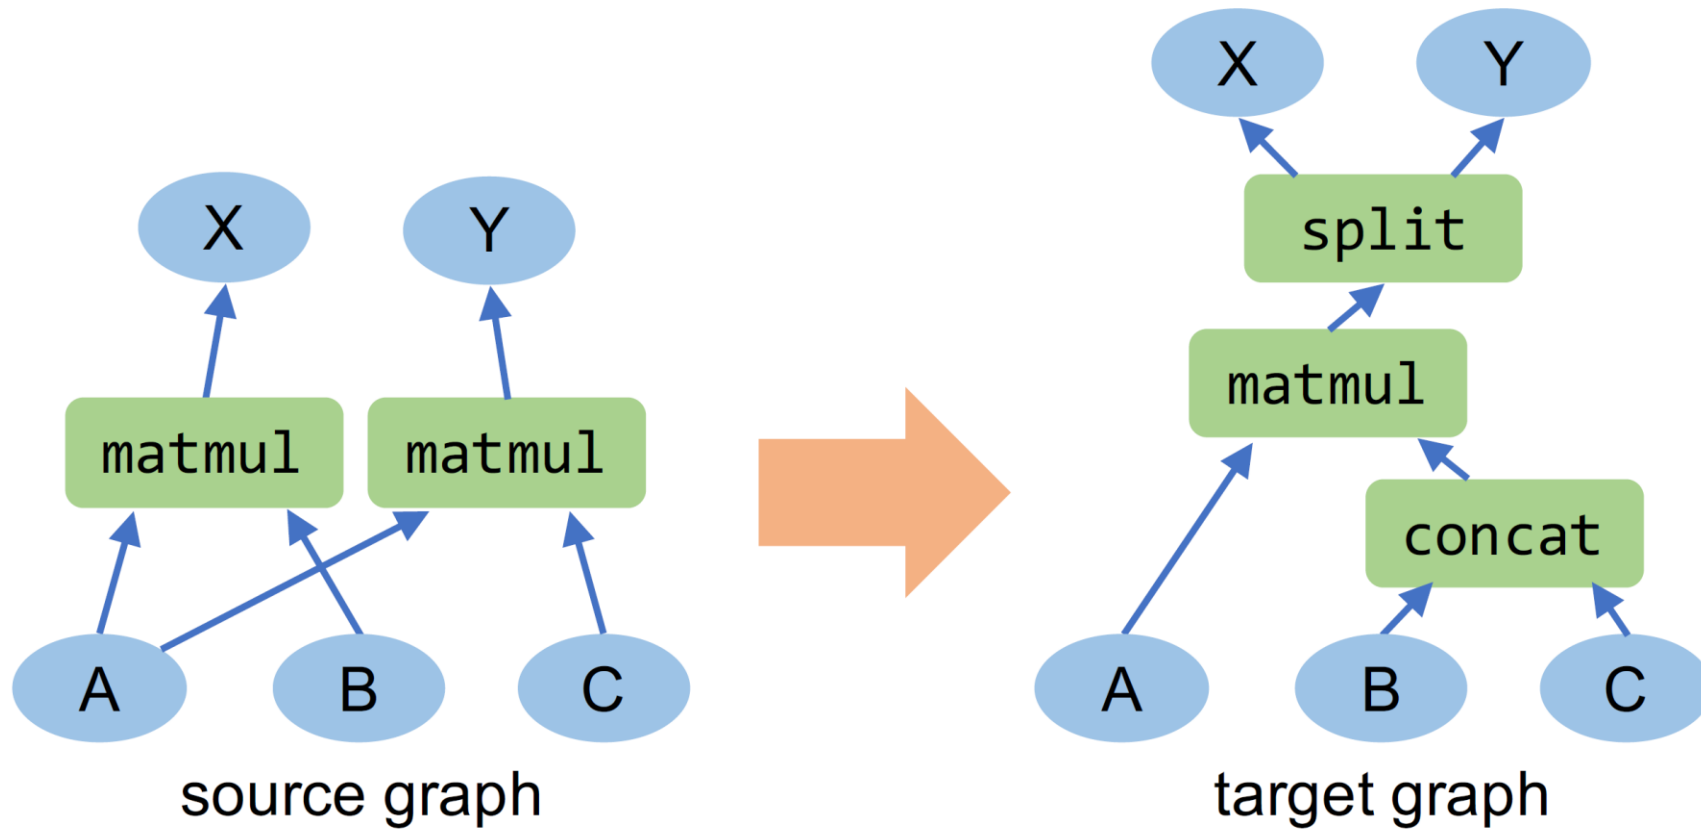 X Y
matmul matmul
A B C
source graph
X Y
split
matmul
concat
A B C
target graph